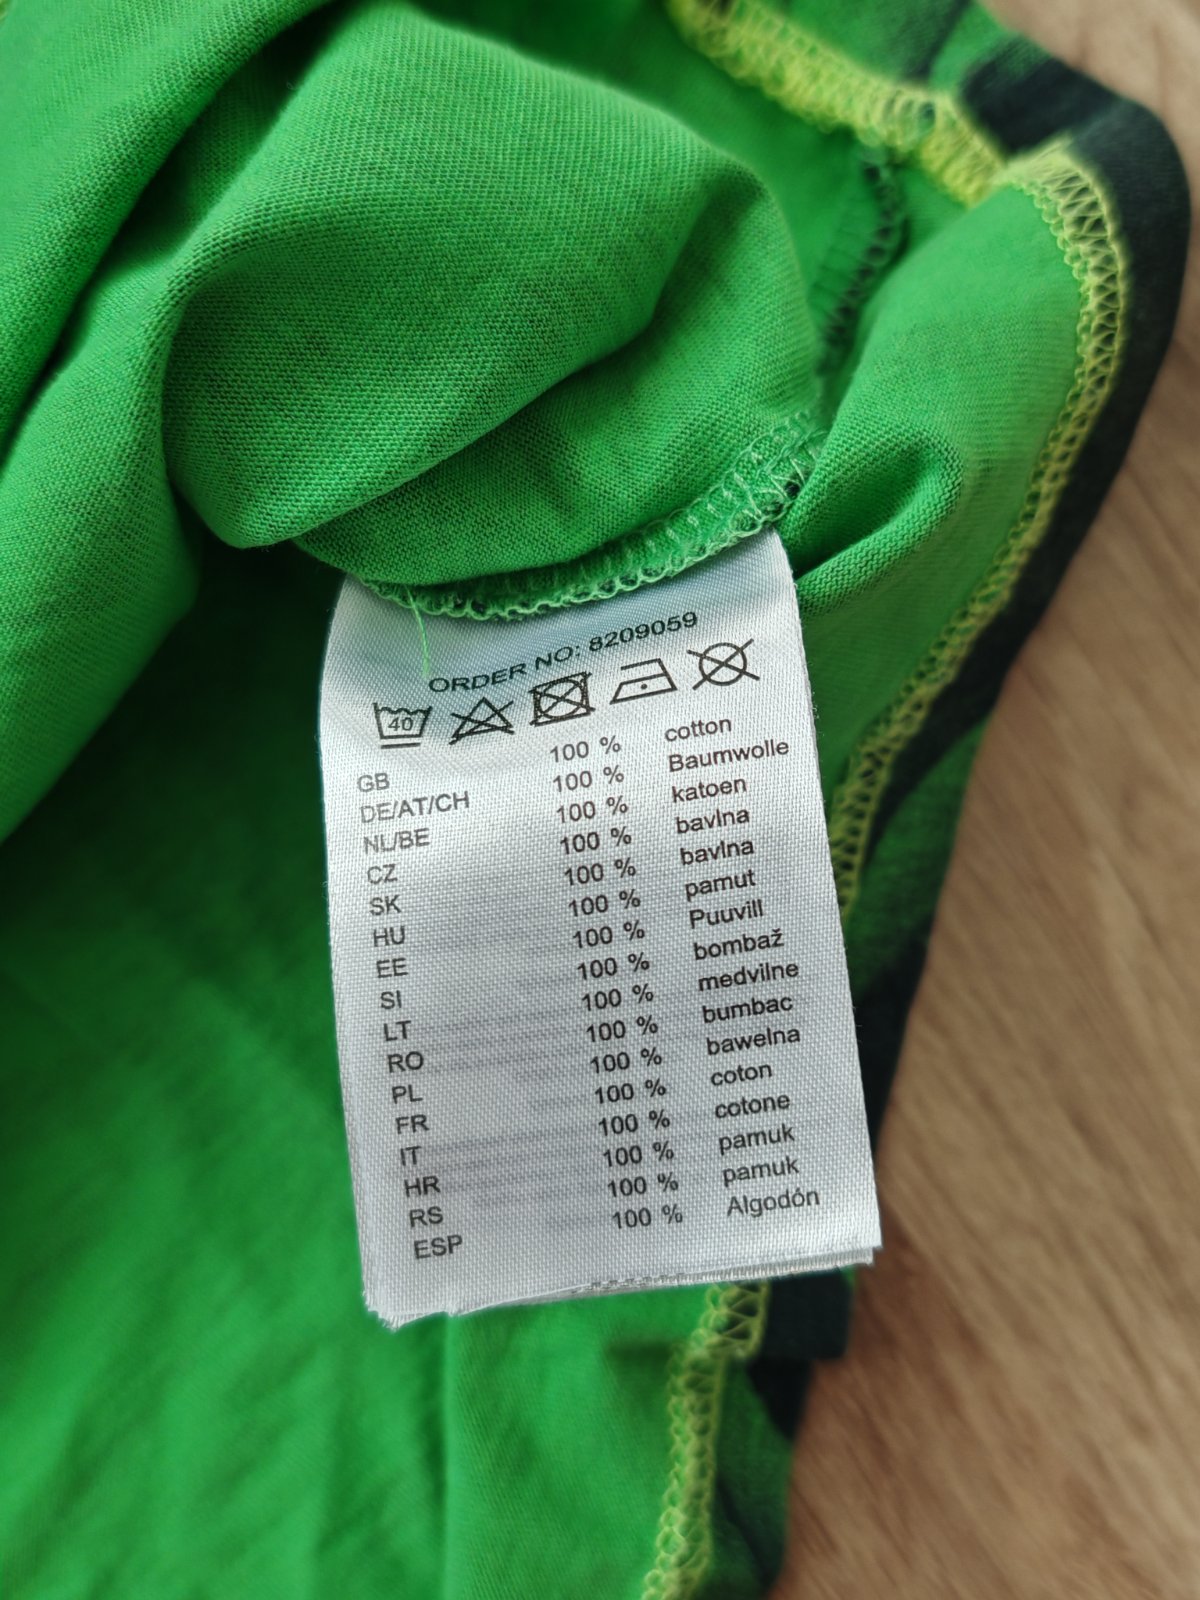 ORDER NO: 8209059
40
GB 100 % cotton
DE/AT/CH 100 % Baumwolle
NL/BE 100 % katoen
CZ 100 % bavlna
SK 100 % bavlna
HU 100 % pamut
EE 100 % Puuvill
SI 100 % bombaž
LT 100 % medvilne
RO 100 % bumbac
PL 100 % bawelna
FR 100 % coton
IT 100 % cotone
HR 100 % pamuk
RS 100 % pamuk
ESP 100 % Algodón